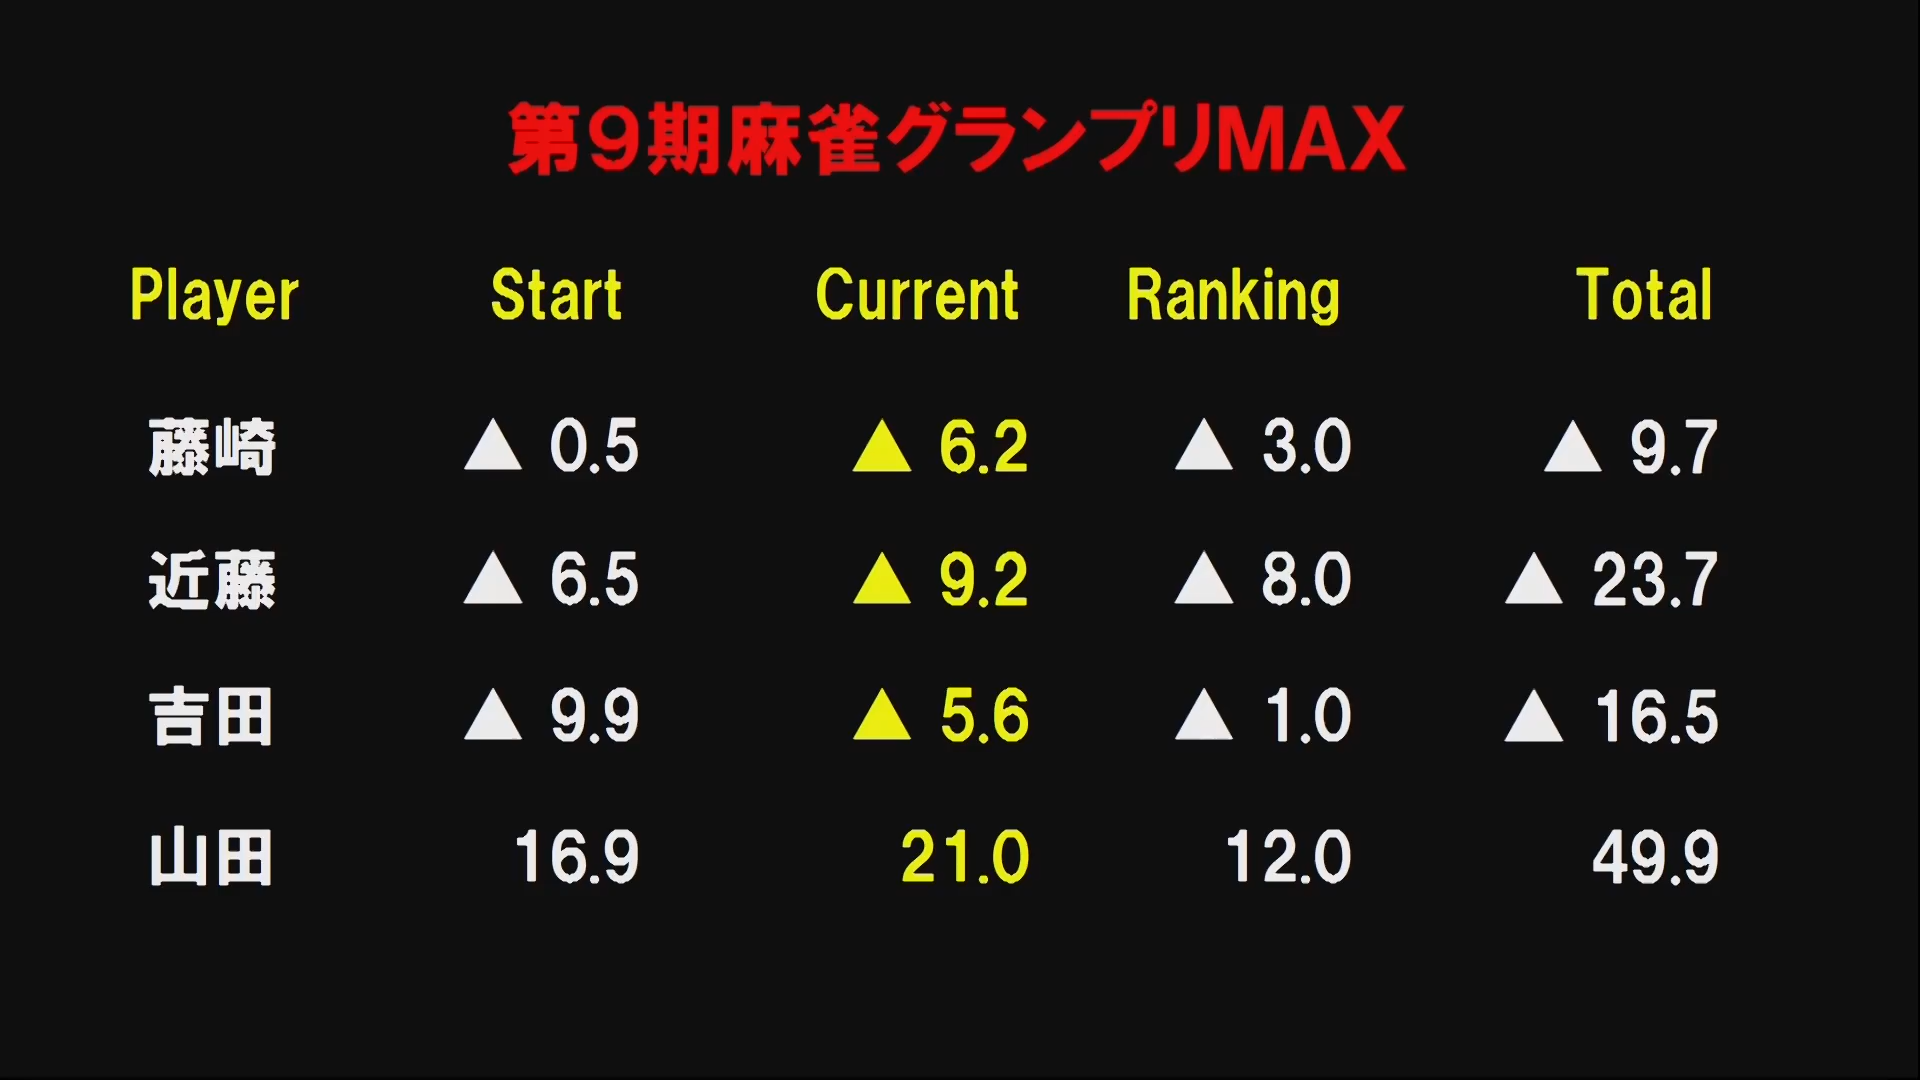 第9期麻雀グランプリMAX
Player Start Current Ranking Total
藤崎 ▲ 0.5 ▲ 6.2 ▲ 3.0 ▲ 9.7
近藤 ▲ 6.5 ▲ 9.2 ▲ 8.0 ▲ 23.7
吉田 ▲ 9.9 ▲ 5.6 ▲ 1.0 ▲ 16.5
山田 16.9 21.0 12.0 49.9